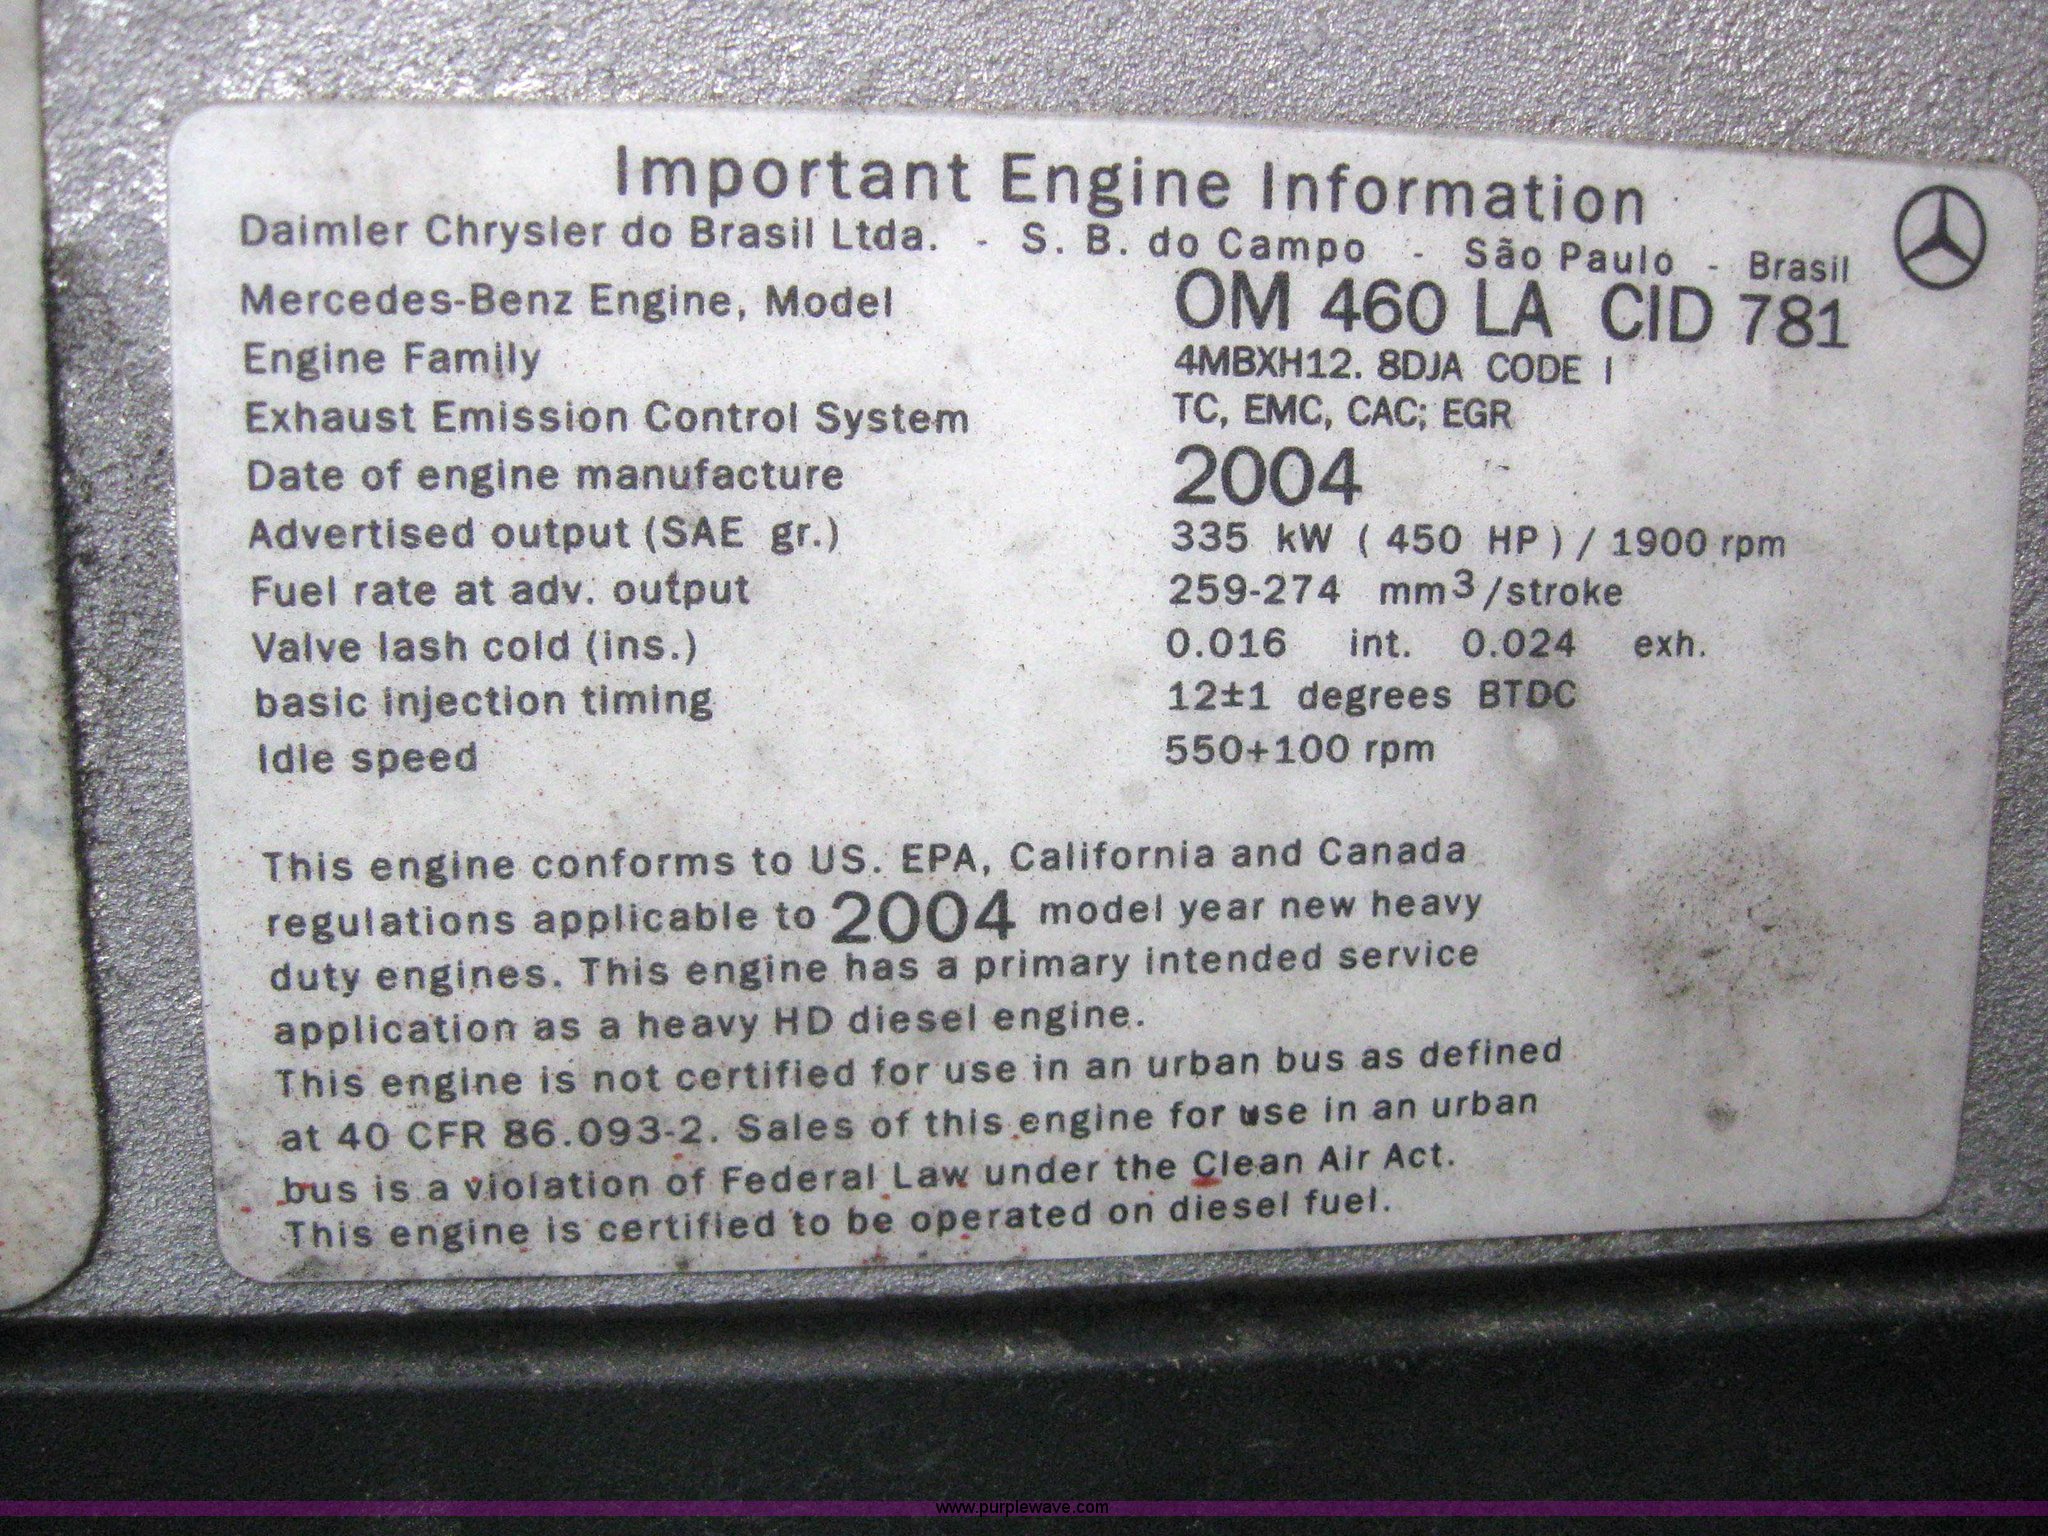 Important Engine Information
Daimler Chrysler do Brasil Ltda. - S. B. do Campo - São Paulo - Brasil
Mercedes-Benz Engine, Model OM 460 LA CID 781
Engine Family 4MBXH12. 8DJA CODE I
Exhaust Emission Control System TC, EMC, CAC; EGR
Date of engine manufacture 2004
Advertised output (SAE gr.) 335 kW ( 450 HP ) / 1900 rpm
Fuel rate at adv. output 259-274 mm3/stroke
Valve lash cold (ins.) 0.016 int. 0.024 exh.
basic injection timing 12±1 degrees BTDC
Idle speed 550+100 rpm
This engine conforms to US. EPA, California and Canada
regulations applicable to 2004 model year new heavy
duty engines. This engine has a primary intended service
application as a heavy HD diesel engine.
This engine is not certified for use in an urban bus as defined
at 40 CFR 86.093-2. Sales of this engine for use in an urban
bus is a violation of Federal Law under the Clean Air Act.
This engine is certified to be operated on diesel fuel.
www.purplewave.com